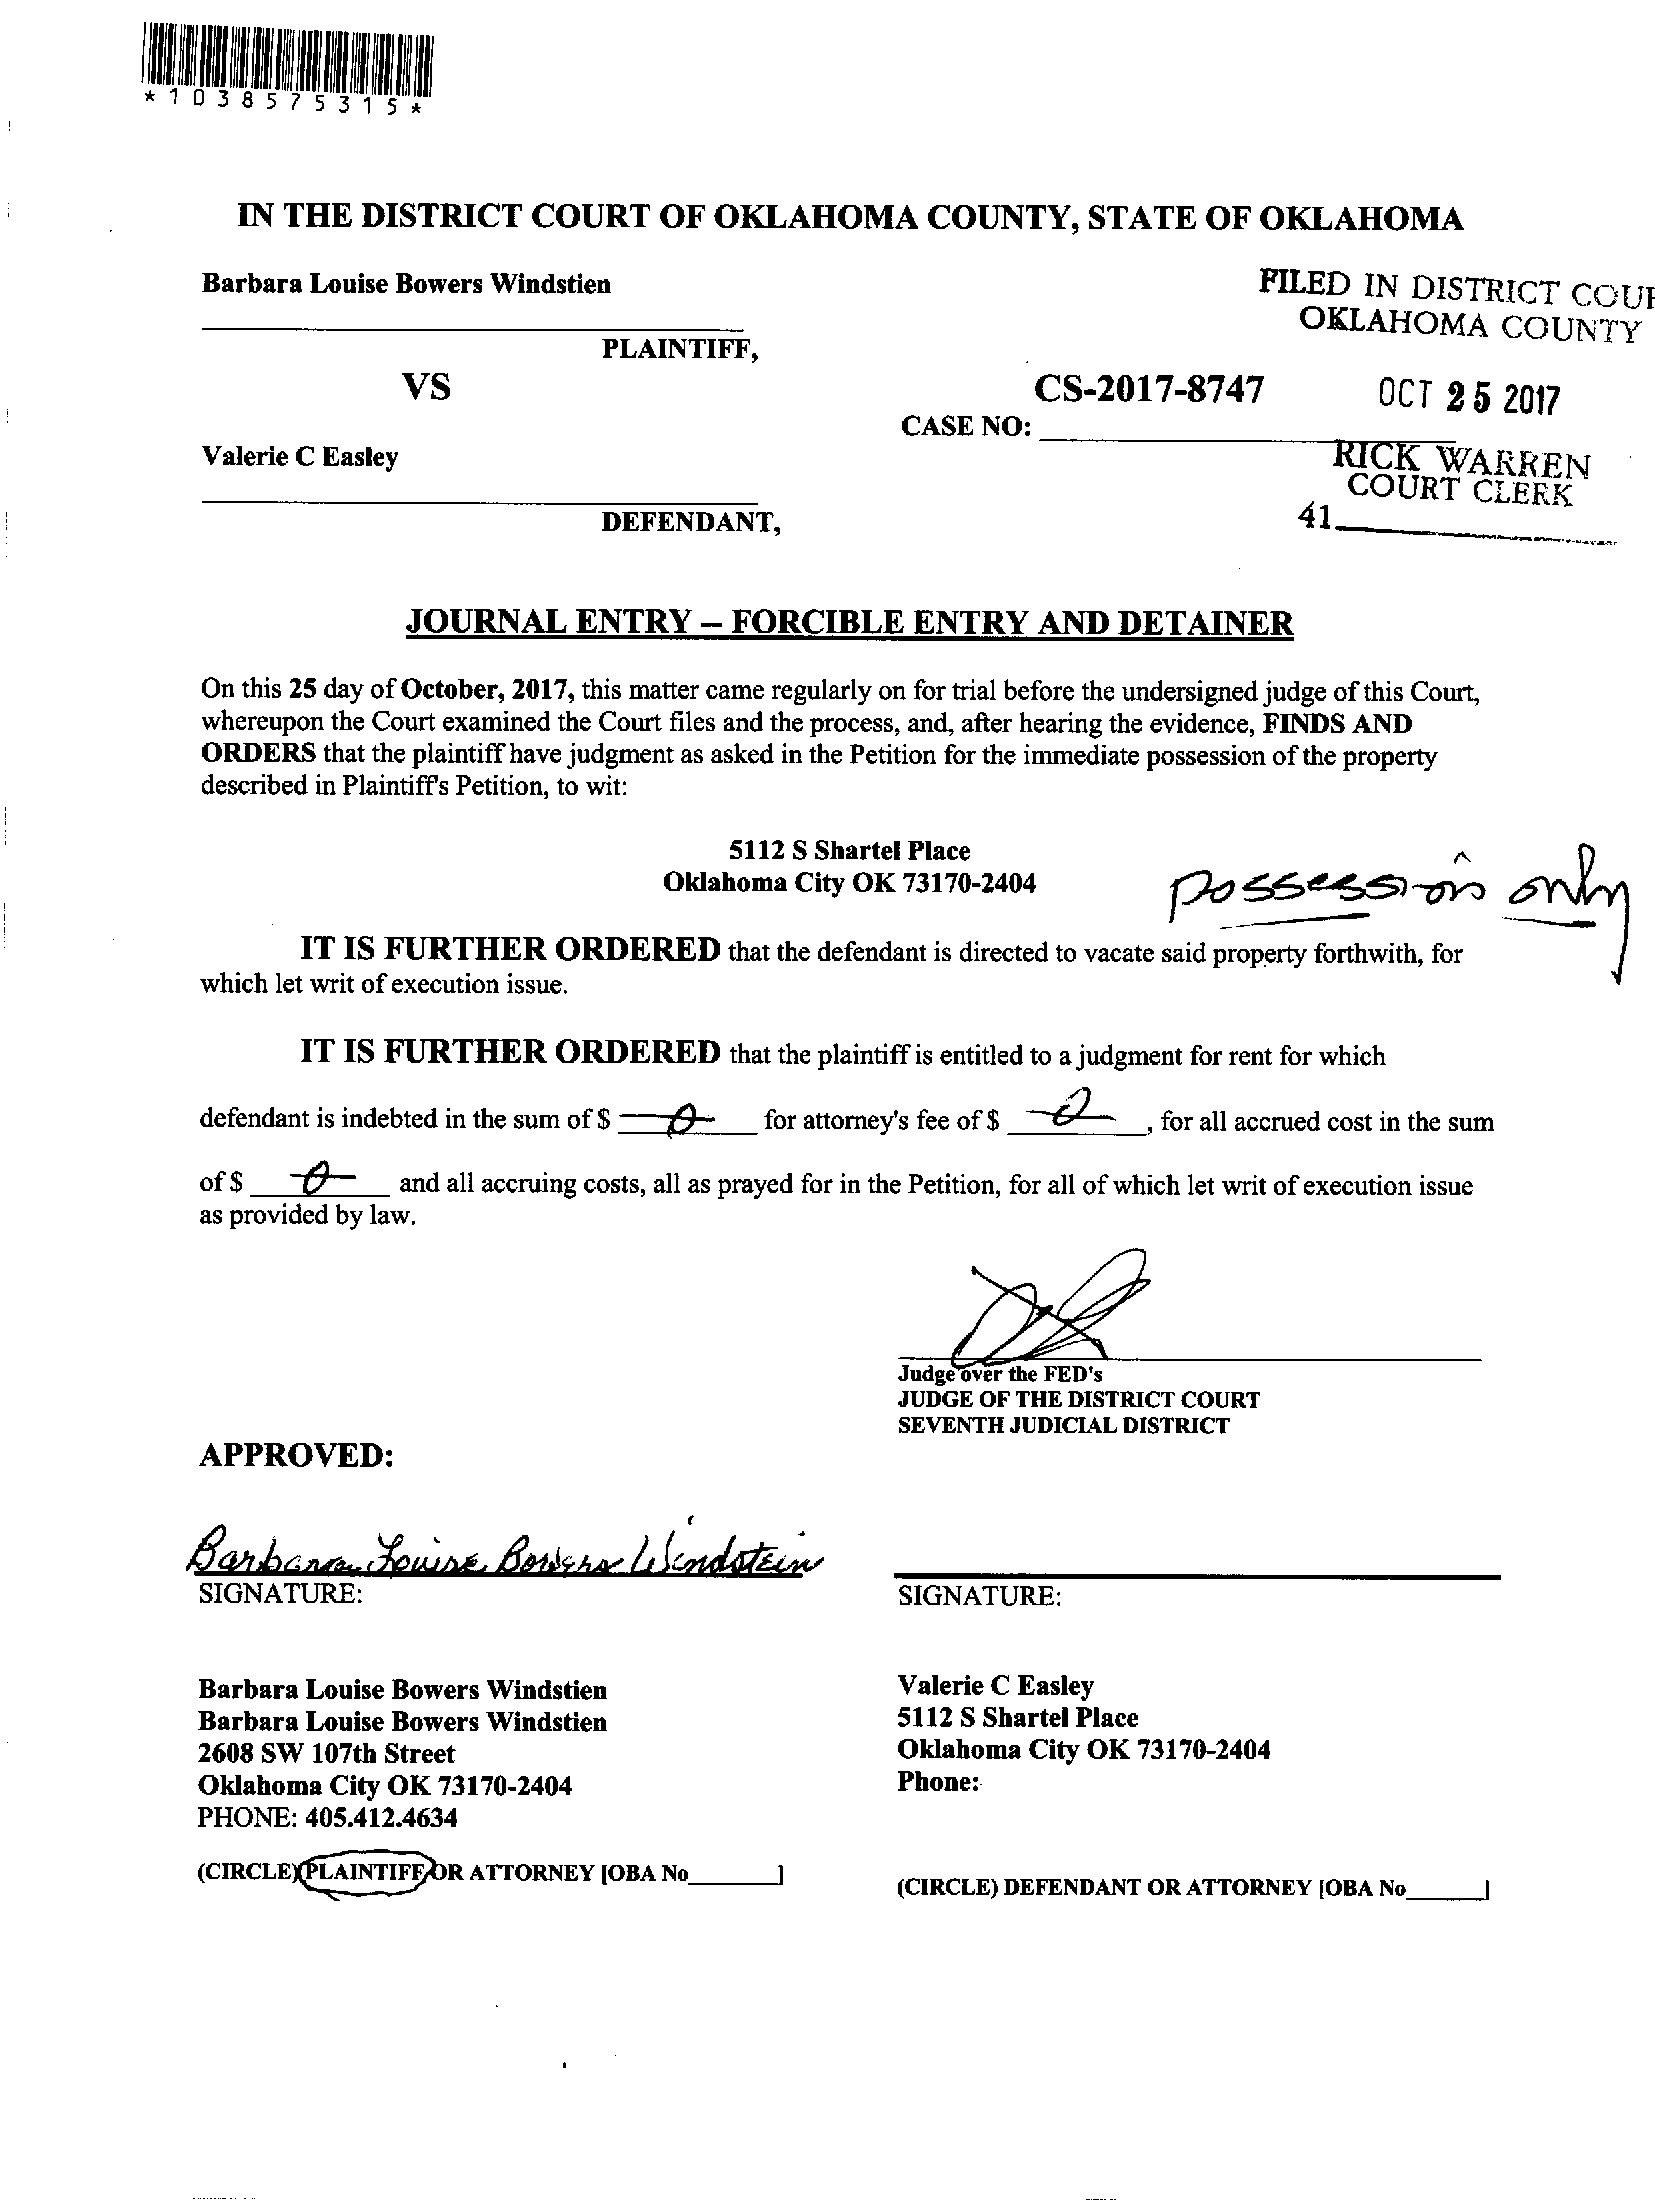 *1038575315*
IN THE DISTRICT COURT OF OKLAHOMA COUNTY, STATE OF OKLAHOMA
Barbara Louise Bowers Windstien
FILED IN DISTRICT COU
OKLAHOMA COUNTY
PLAINTIFF,
VS
CS-2017-8747
OCT 25 2017
CASE NO:
RICK WARREN
COURT CLERK
Valerie C Easley
41
DEFENDANT,
JOURNAL ENTRY – FORCIBLE ENTRY AND DETAINER
On this 25 day of October, 2017, this matter came regularly on for trial before the undersigned judge of this Court,
whereupon the Court examined the Court files and the process, and, after hearing the evidence, FINDS AND
ORDERS that the plaintiff have judgment as asked in the Petition for the immediate possession of the property
described in Plaintiff's Petition, to wit:
5112 S Shartel Place
Oklahoma City OK 73170-2404
possession only
IT IS FURTHER ORDERED that the defendant is directed to vacate said property forthwith, for
which let writ of execution issue.
IT IS FURTHER ORDERED that the plaintiff is entitled to a judgment for rent for which
defendant is indebted in the sum of $ 0 for attorney's fee of $ 0, for all accrued cost in the sum
of $ 0 and all accruing costs, all as prayed for in the Petition, for all of which let writ of execution issue
as provided by law.
Judge over the FED's
JUDGE OF THE DISTRICT COURT
SEVENTH JUDICIAL DISTRICT
APPROVED:
Barbara Louise Bowers Windstein
SIGNATURE:
SIGNATURE:
Barbara Louise Bowers Windstien
Barbara Louise Bowers Windstien
2608 SW 107th Street
Oklahoma City OK 73170-2404
PHONE: 405.412.4634
(CIRCLE) PLAINTIFF OR ATTORNEY [OBA No______]
Valerie C Easley
5112 S Shartel Place
Oklahoma City OK 73170-2404
Phone:
(CIRCLE) DEFENDANT OR ATTORNEY [OBA No______]